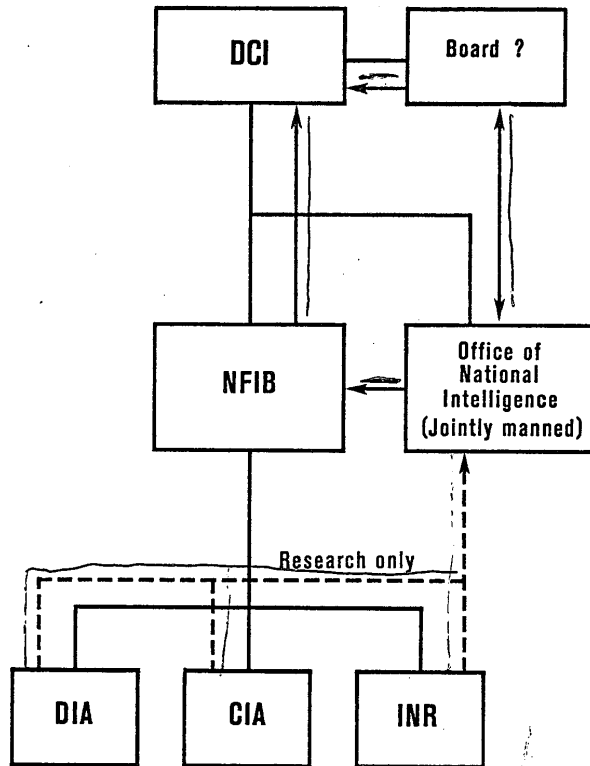 DCI
Board ?
NFIB
Office of
National
Intelligence
(Jointly manned)
Research only
DIA
CIA
INR